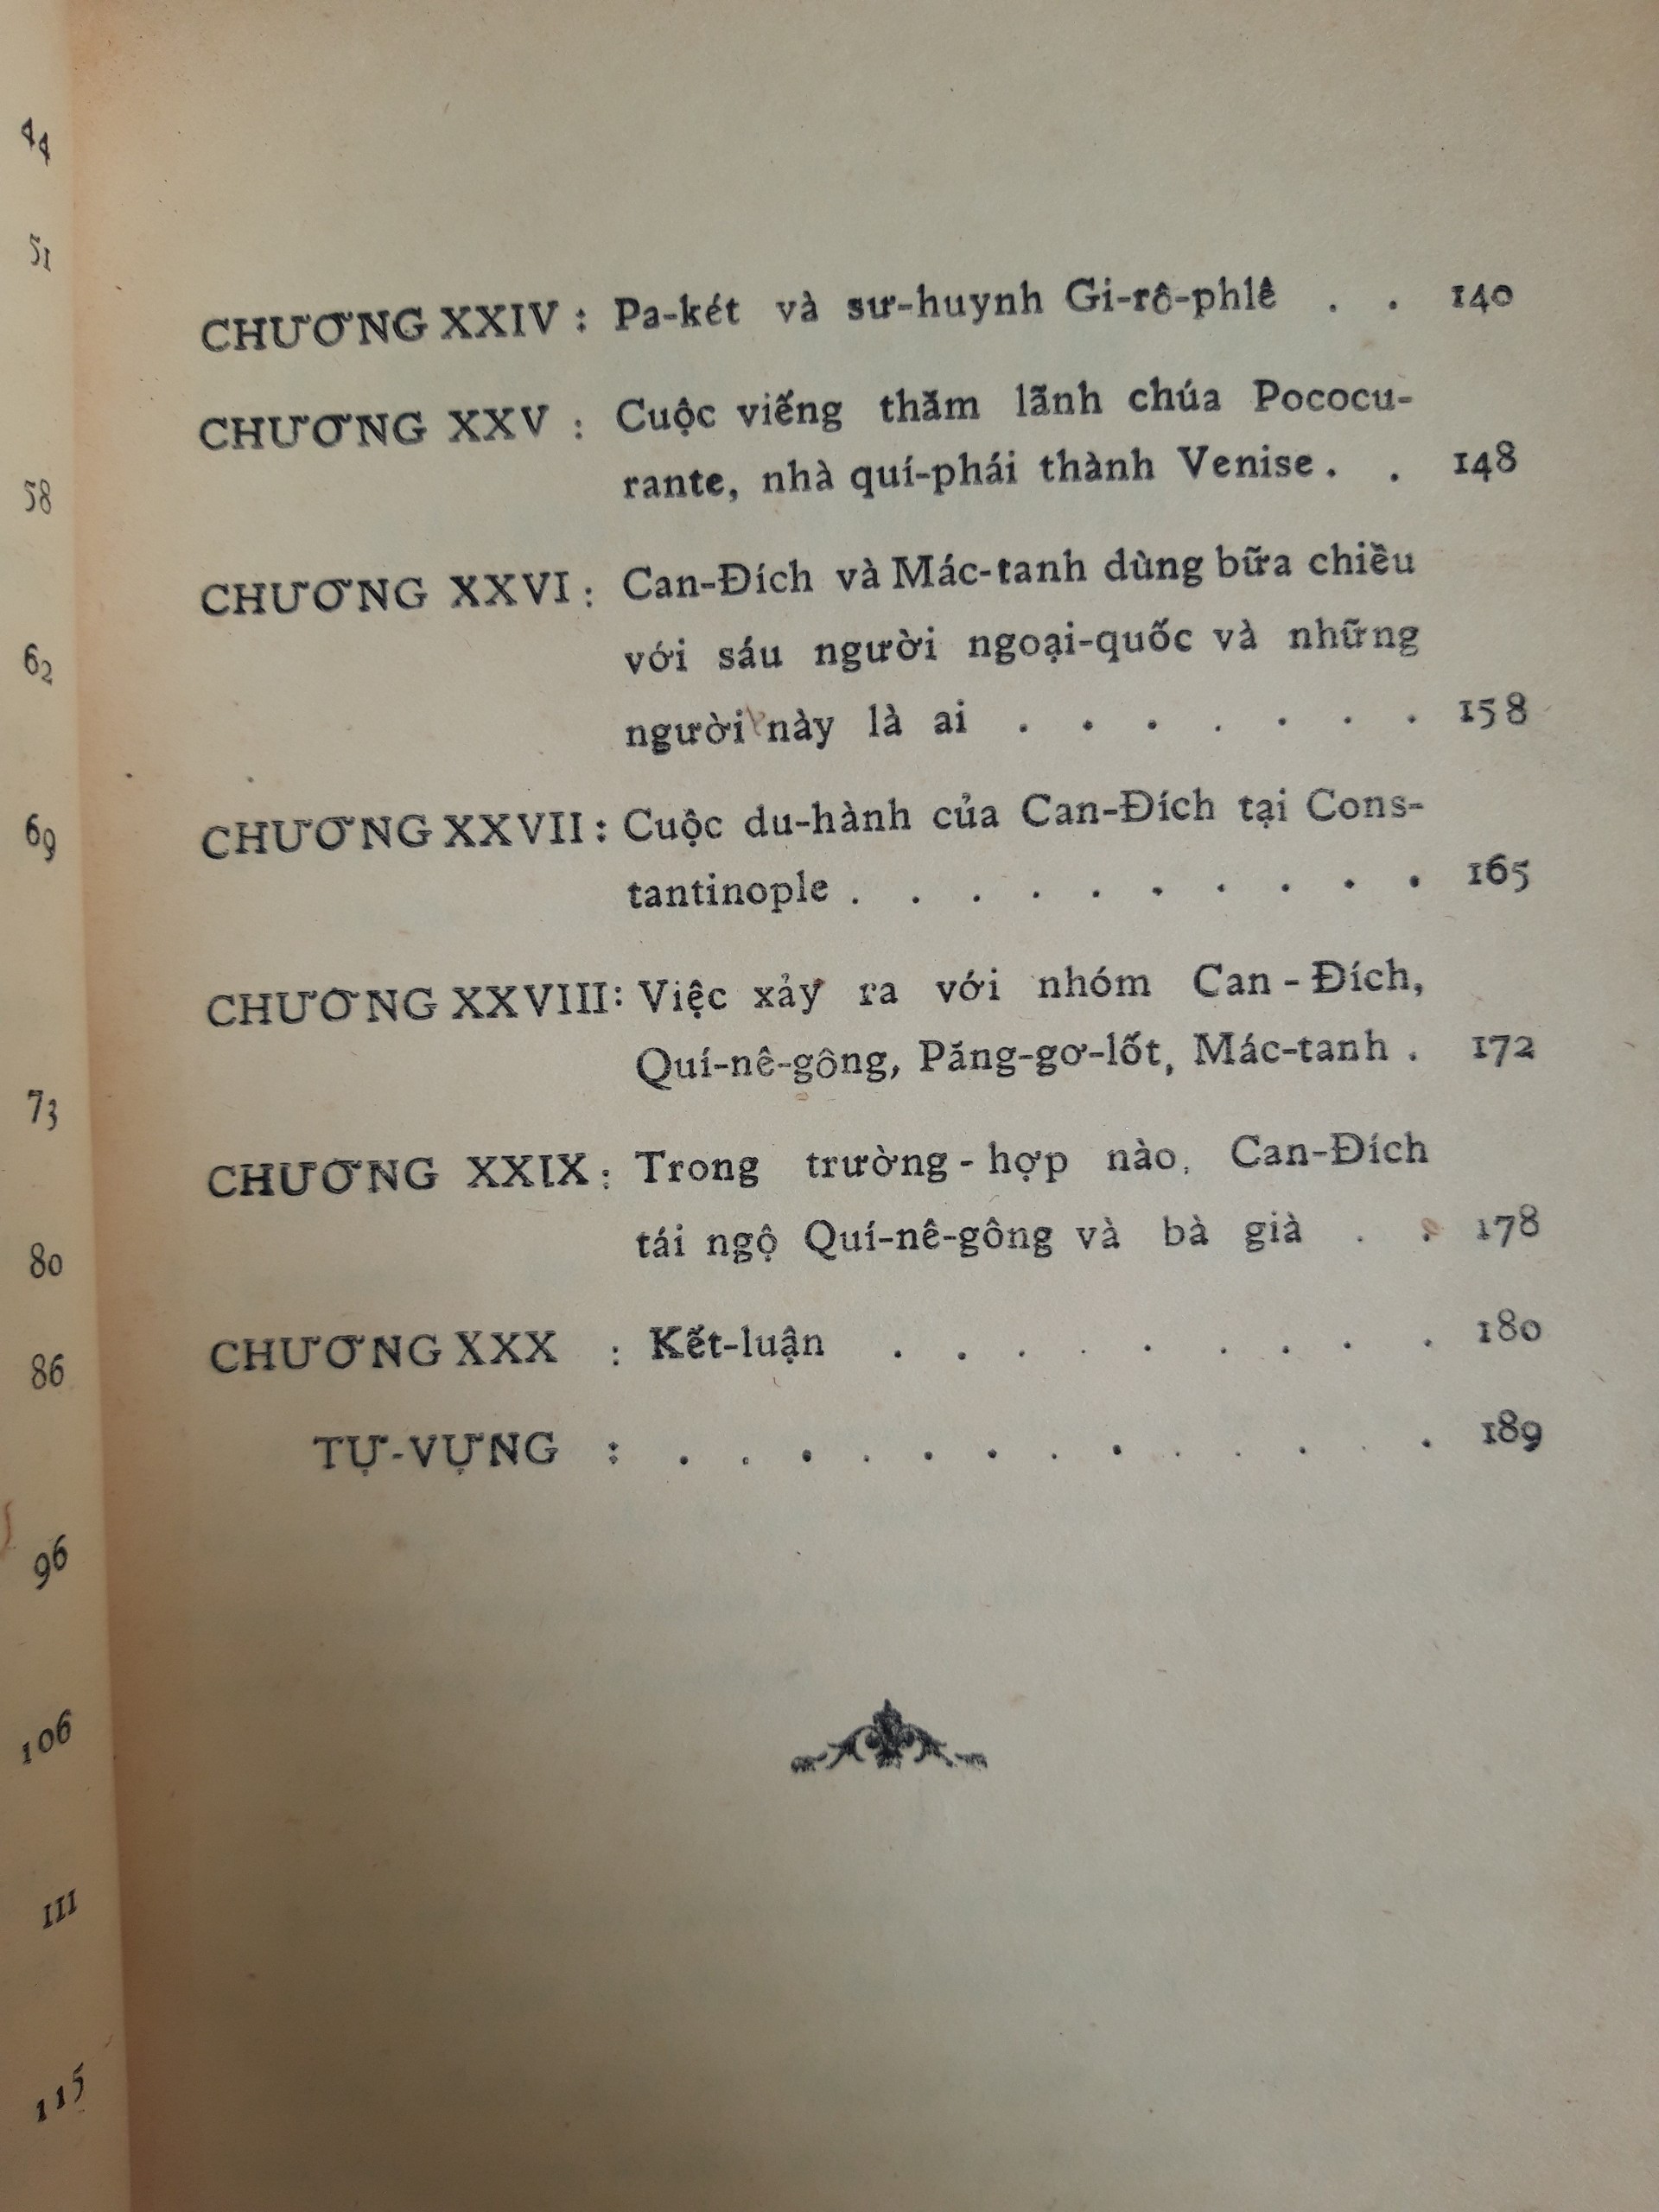 44
51
58
62
69
73
80
86
96
106
111
115
CHƯƠNG XXIV : Pa-két và sư-huynh Gi-rô-phlê . . 140
CHƯƠNG XXV : Cuộc viếng thăm lãnh chúa Pococu-
rante, nhà quí-phái thành Venise . . 148
CHƯƠNG XXVI : Can-Đích và Mác-tanh dùng bữa chiều
với sáu người ngoại-quốc và những
người này là ai . . . . . . . 158
CHƯƠNG XXVII : Cuộc du-hành của Can-Đích tại Cons-
tantinople . . . . . . . . . . 165
CHƯƠNG XXVIII : Việc xảy ra với nhóm Can - Đích,
Quí-nê-gông, Păng-gơ-lốt, Mác-tanh . 172
CHƯƠNG XXIX : Trong trường - hợp nào, Can-Đích
tái ngộ Quí-nê-gông và bà già . . 178
CHƯƠNG XXX : Kết-luận . . . . . . . . . 180
TỰ-VỰNG : . . . . . . . . . . . . . 189